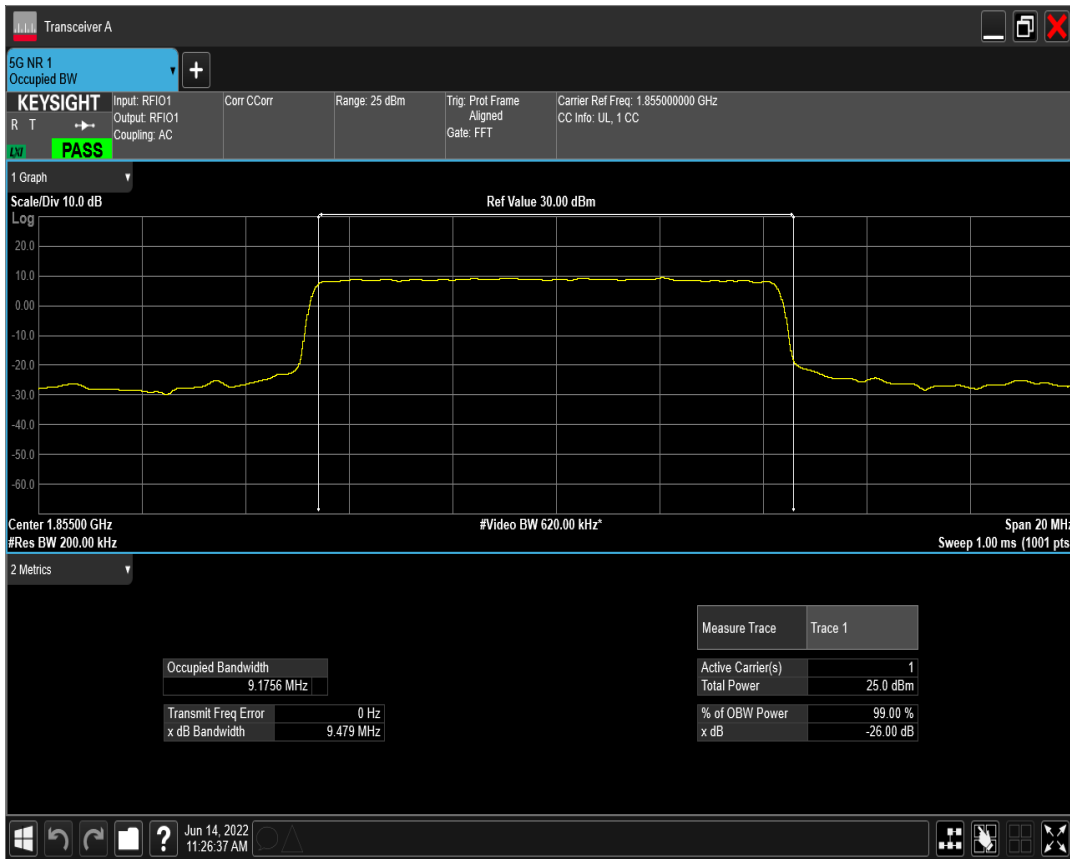 Transceiver A
5G NR 1
Occupied BW
+
KEYSIGHT
R T
LXI
PASS
Input: RFIO1
Output: RFIO1
Coupling: AC
Corr CCorr
Range: 25 dBm
Trig: Prot Frame
Aligned
Gate: FFT
Carrier Ref Freq: 1.855000000 GHz
CC Info: UL, 1 CC
1 Graph
Scale/Div 10.0 dB
Ref Value 30.00 dBm
Log
20.0
10.0
0.00
-10.0
-20.0
-30.0
-40.0
-50.0
-60.0
Center 1.85500 GHz
#Video BW 620.00 kHz*
Span 20 MHz
#Res BW 200.00 kHz
Sweep 1.00 ms (1001 pts
2 Metrics
Measure Trace Trace 1
Occupied Bandwidth
9.1756 MHz
Active Carrier(s) 1
Total Power 25.0 dBm
Transmit Freq Error 0 Hz
x dB Bandwidth 9.479 MHz
% of OBW Power 99.00 %
x dB -26.00 dB
?
Jun 14, 2022
11:26:37 AM